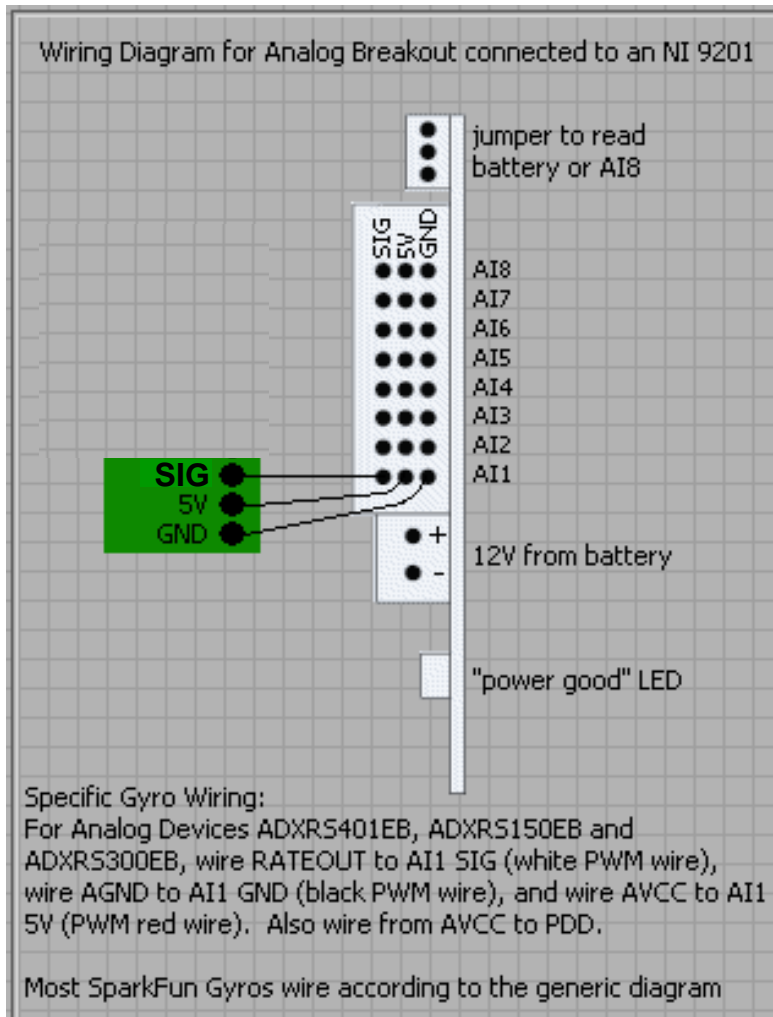 Wiring Diagram for Analog Breakout connected to an NI 9201
jumper to read
battery or AI8
SIG
5V
GND
AI8
AI7
AI6
AI5
AI4
AI3
AI2
AI1
SIG
5V
GND
+
-
12V from battery
"power good" LED
Specific Gyro Wiring:
For Analog Devices ADXRS401EB, ADXRS150EB and
ADXRS300EB, wire RATEOUT to AI1 SIG (white PWM wire),
wire AGND to AI1 GND (black PWM wire), and wire AVCC to AI1
5V (PWM red wire).  Also wire from AVCC to PDD.
Most SparkFun Gyros wire according to the generic diagram